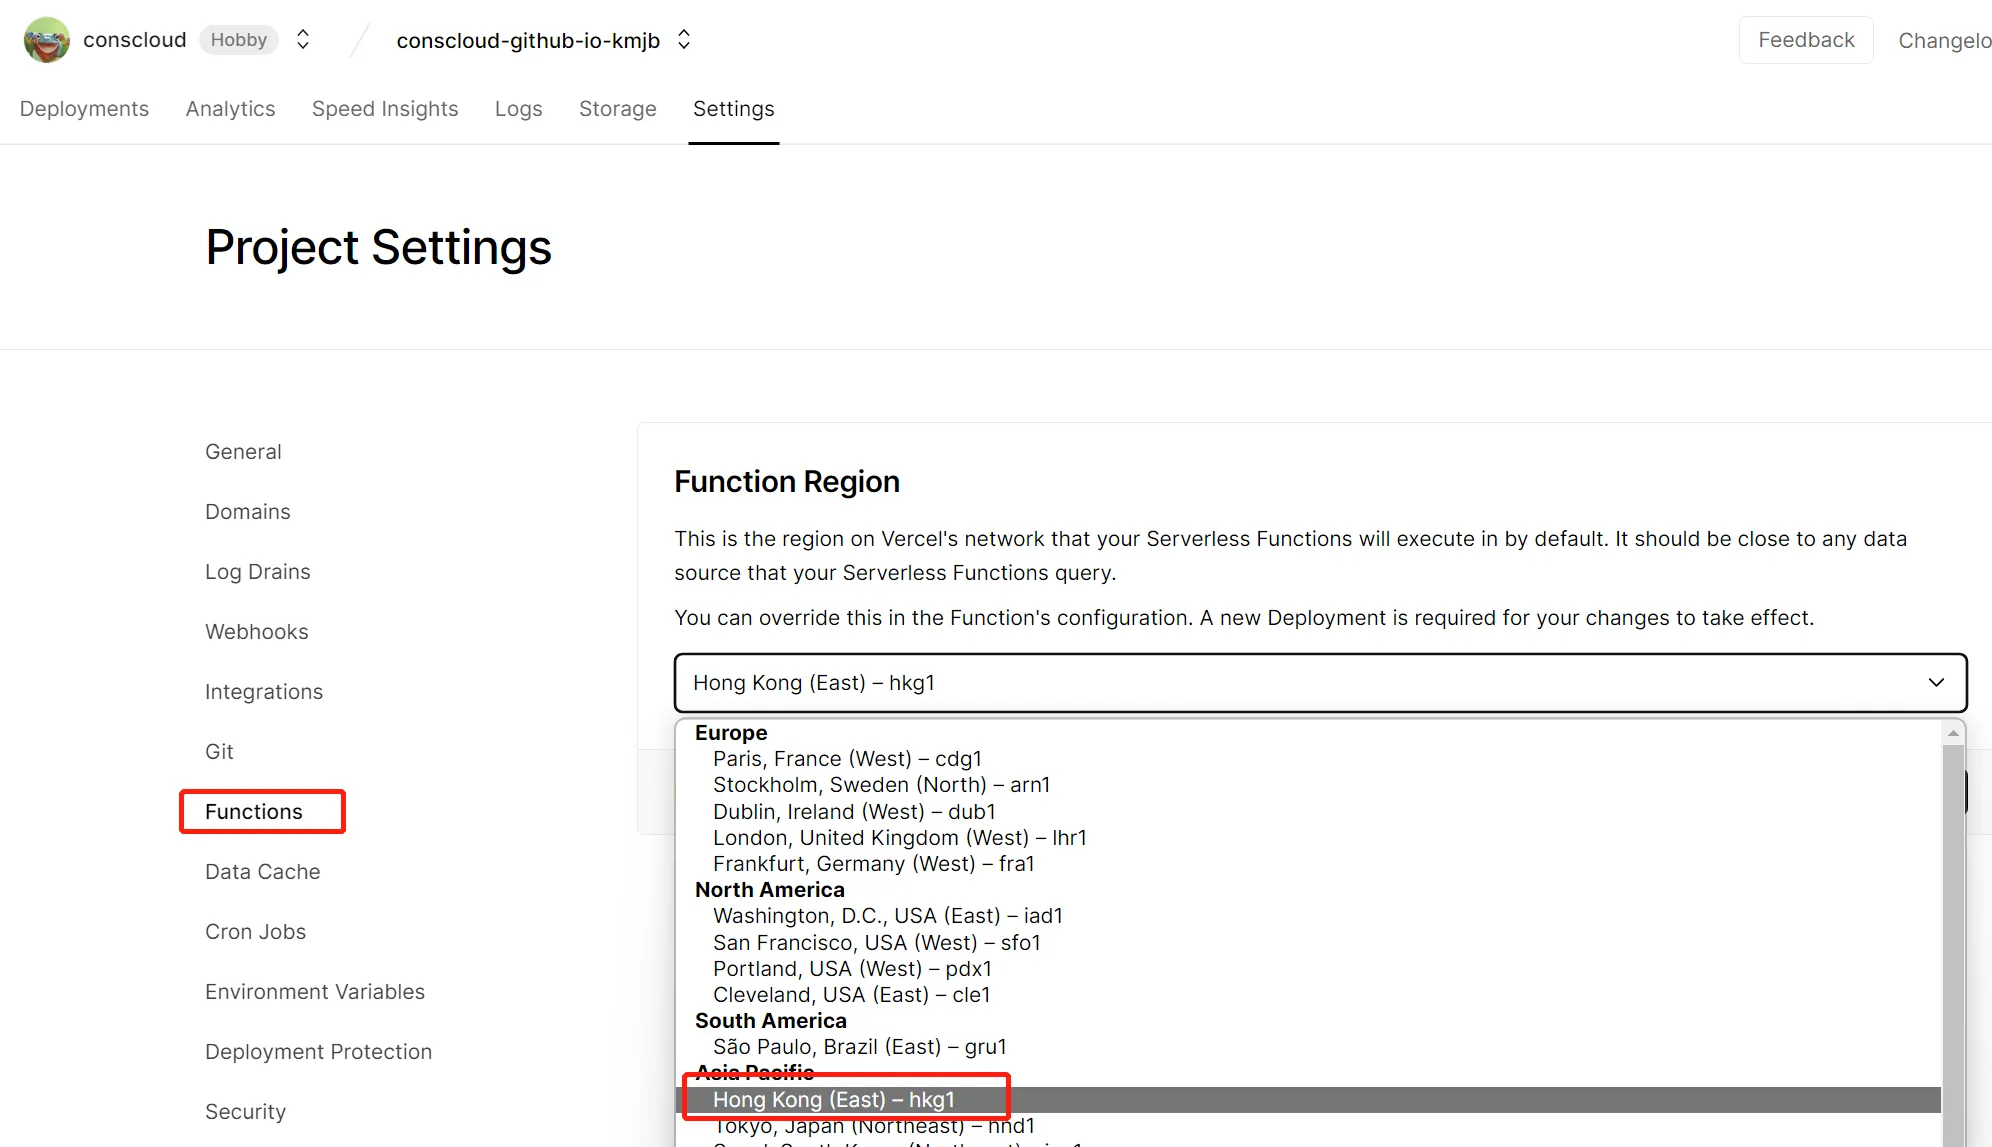 conscloud Hobby conscloud-github-io-kmjb Feedback Changelo
Deployments Analytics Speed Insights Logs Storage Settings
Project Settings
General
Domains
Log Drains
Webhooks
Integrations
Git
Functions
Data Cache
Cron Jobs
Environment Variables
Deployment Protection
Security
Function Region
This is the region on Vercel's network that your Serverless Functions will execute in by default. It should be close to any data
source that your Serverless Functions query.
You can override this in the Function's configuration. A new Deployment is required for your changes to take effect.
Hong Kong (East) – hkg1
Europe
Paris, France (West) – cdg1
Stockholm, Sweden (North) – arn1
Dublin, Ireland (West) – dub1
London, United Kingdom (West) – lhr1
Frankfurt, Germany (West) – fra1
North America
Washington, D.C., USA (East) – iad1
San Francisco, USA (West) – sfo1
Portland, USA (West) – pdx1
Cleveland, USA (East) – cle1
South America
São Paulo, Brazil (East) – gru1
Asia Pacific
Hong Kong (East) – hkg1
Tokyo, Japan (Northeast) – hnd1